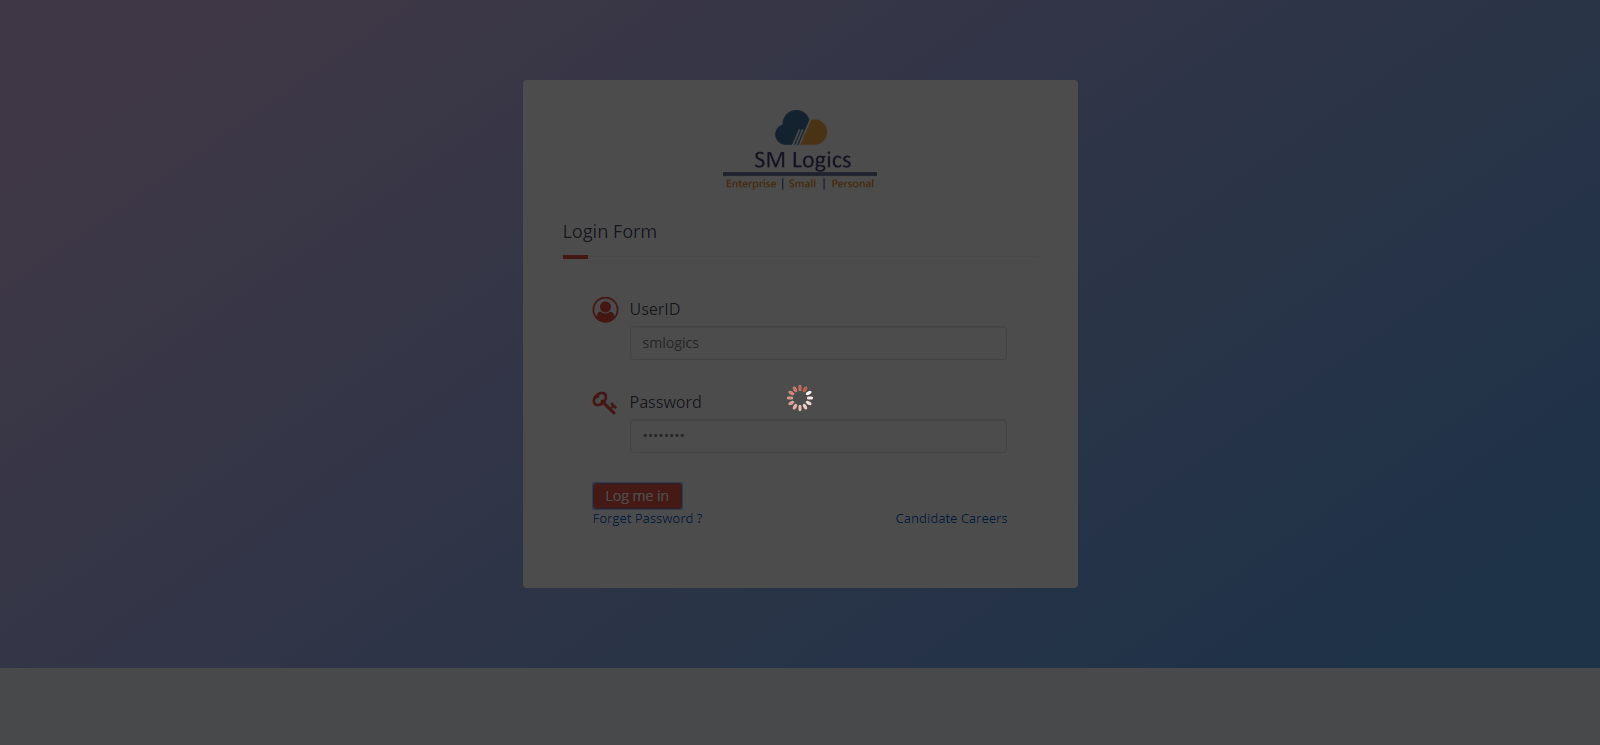 SM Logics
Enterprise | Small | Personal
Login Form
UserID
smlogics
Password
••••••••
Log me in
Forget Password ?
Candidate Careers